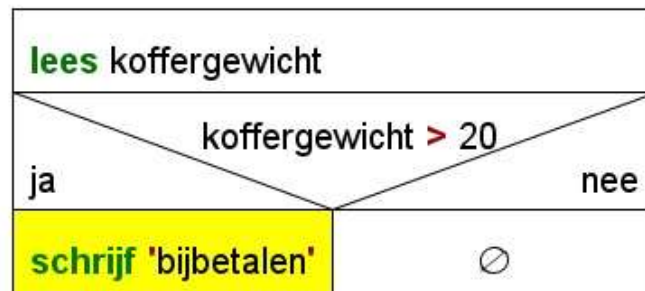 lees koffergewicht
koffergewicht > 20
ja nee
schrijf 'bijbetalen' ∅